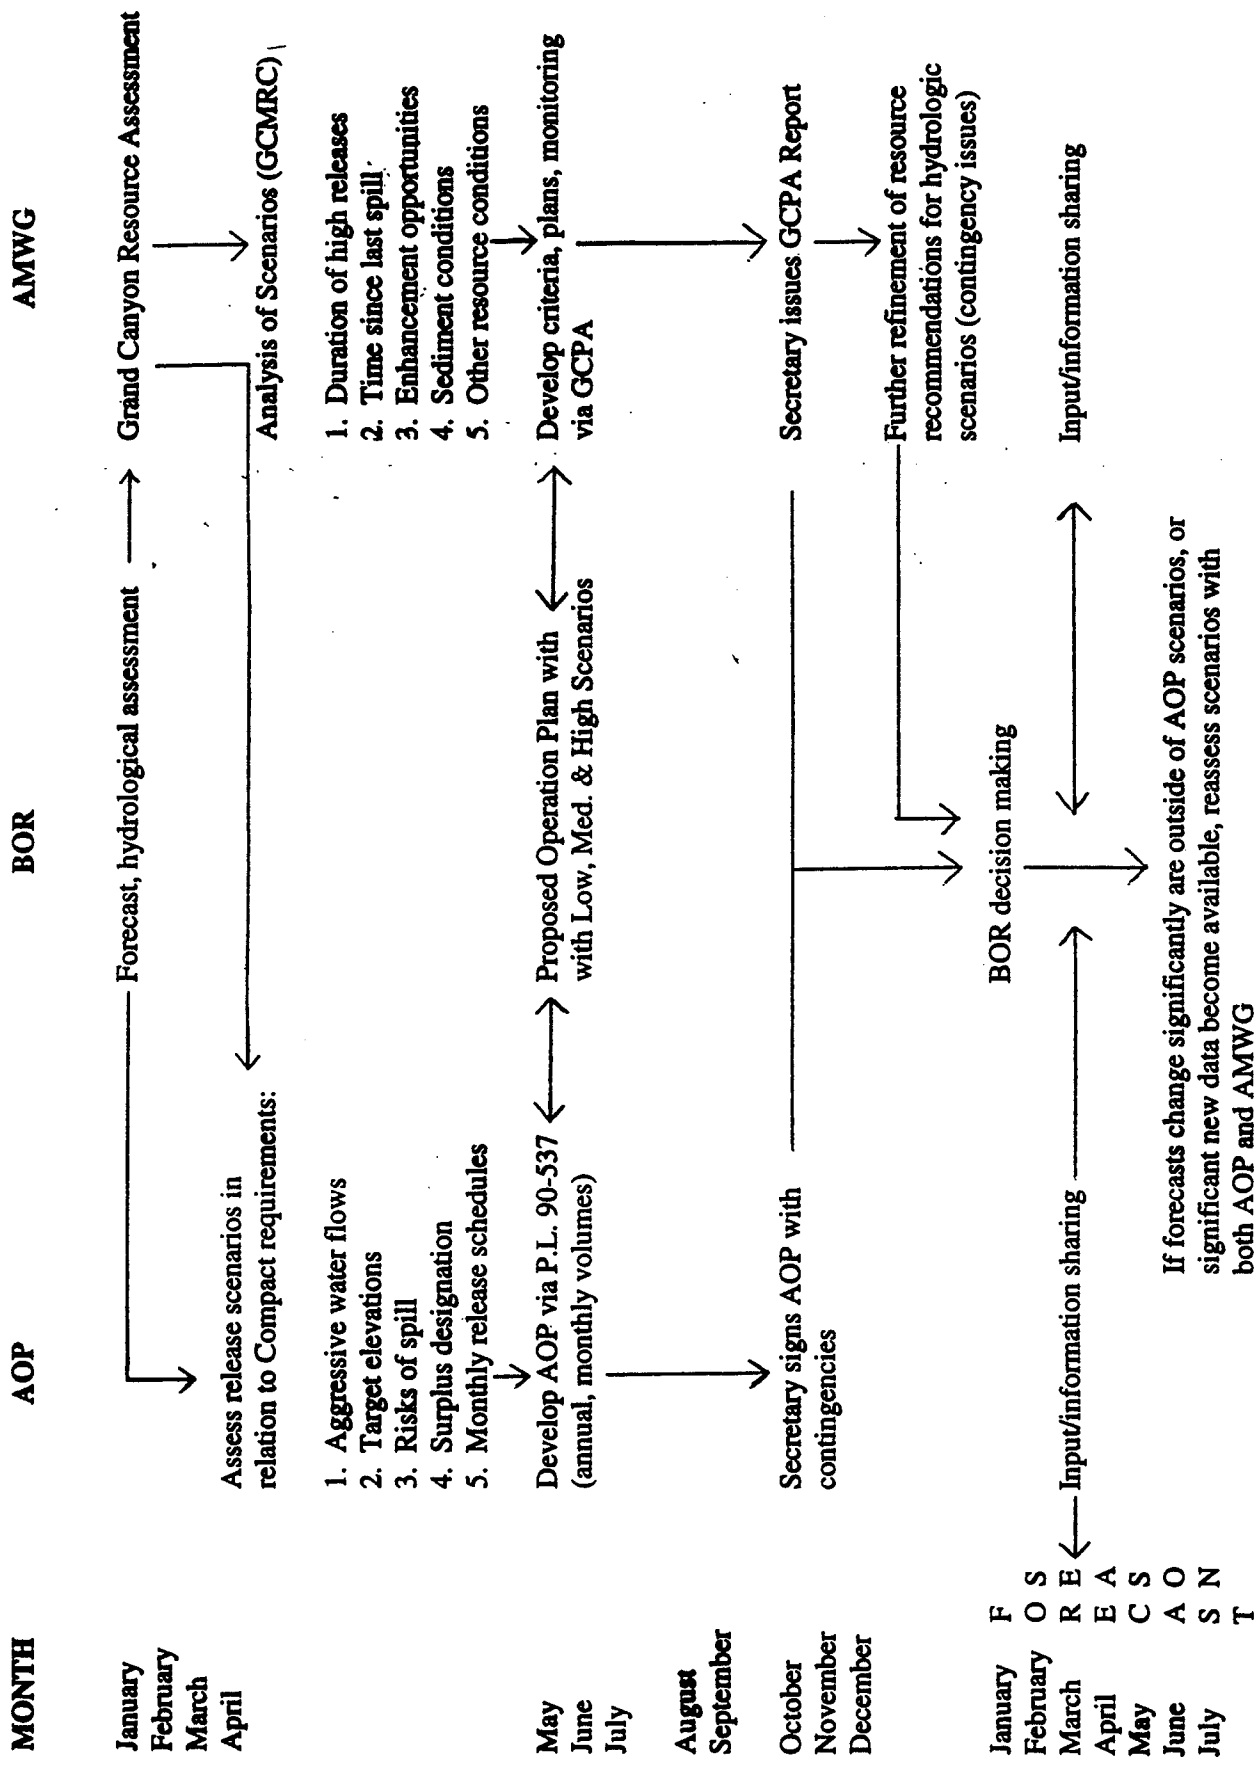 MONTH
AOP
BOR
AMWG
January
February
March
April
Forecast, hydrological assessment
Grand Canyon Resource Assessment
Assess release scenarios in
relation to Compact requirements:
Analysis of Scenarios (GCMRC)
1. Aggressive water flows
2. Target elevations
3. Risks of spill
4. Surplus designation
5. Monthly release schedules
1. Duration of high releases
2. Time since last spill
3. Enhancement opportunities
4. Sediment conditions
5. Other resource conditions
May
June
July
Develop AOP via P.L. 90-537
(annual, monthly volumes)
Proposed Operation Plan with
with Low, Med. & High Scenarios
Develop criteria, plans, monitoring
via GCPA
August
September
October
November
December
Secretary signs AOP with
contingencies
Secretary issues GCPA Report
Further refinement of resource
recommendations for hydrologic
scenarios (contingency issues)
January F
February O S
March R E
April E A
May C S
June A O
July S N
T
BOR decision making
Input/information sharing
Input/information sharing
If forecasts change significantly are outside of AOP scenarios, or
significant new data become available, reassess scenarios with
both AOP and AMWG